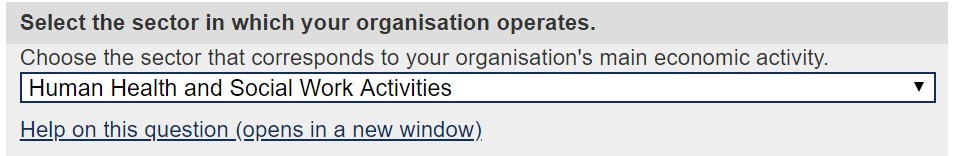 Select the sector in which your organisation operates.
Choose the sector that corresponds to your organisation's main economic activity.
Human Health and Social Work Activities
Help on this question (opens in a new window)